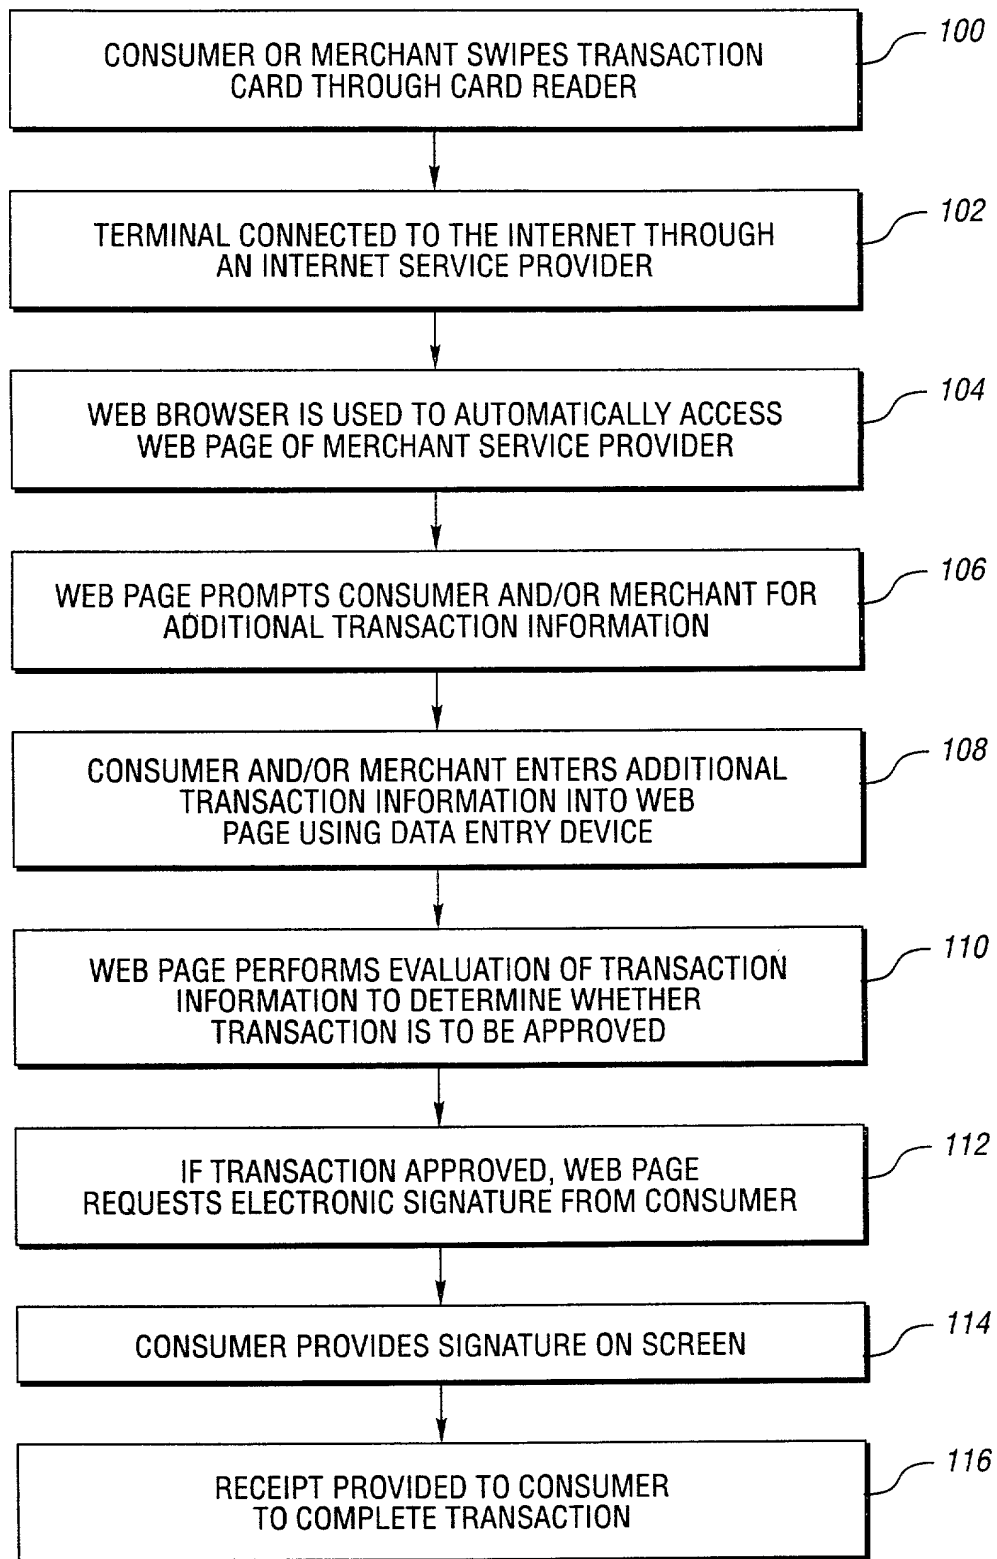 CONSUMER OR MERCHANT SWIPES TRANSACTION
CARD THROUGH CARD READER
100
TERMINAL CONNECTED TO THE INTERNET THROUGH
AN INTERNET SERVICE PROVIDER
102
WEB BROWSER IS USED TO AUTOMATICALLY ACCESS
WEB PAGE OF MERCHANT SERVICE PROVIDER
104
WEB PAGE PROMPTS CONSUMER AND/OR MERCHANT FOR
ADDITIONAL TRANSACTION INFORMATION
106
CONSUMER AND/OR MERCHANT ENTERS ADDITIONAL
TRANSACTION INFORMATION INTO WEB
PAGE USING DATA ENTRY DEVICE
108
WEB PAGE PERFORMS EVALUATION OF TRANSACTION
INFORMATION TO DETERMINE WHETHER
TRANSACTION IS TO BE APPROVED
110
IF TRANSACTION APPROVED, WEB PAGE
REQUESTS ELECTRONIC SIGNATURE FROM CONSUMER
112
CONSUMER PROVIDES SIGNATURE ON SCREEN
114
RECEIPT PROVIDED TO CONSUMER
TO COMPLETE TRANSACTION
116